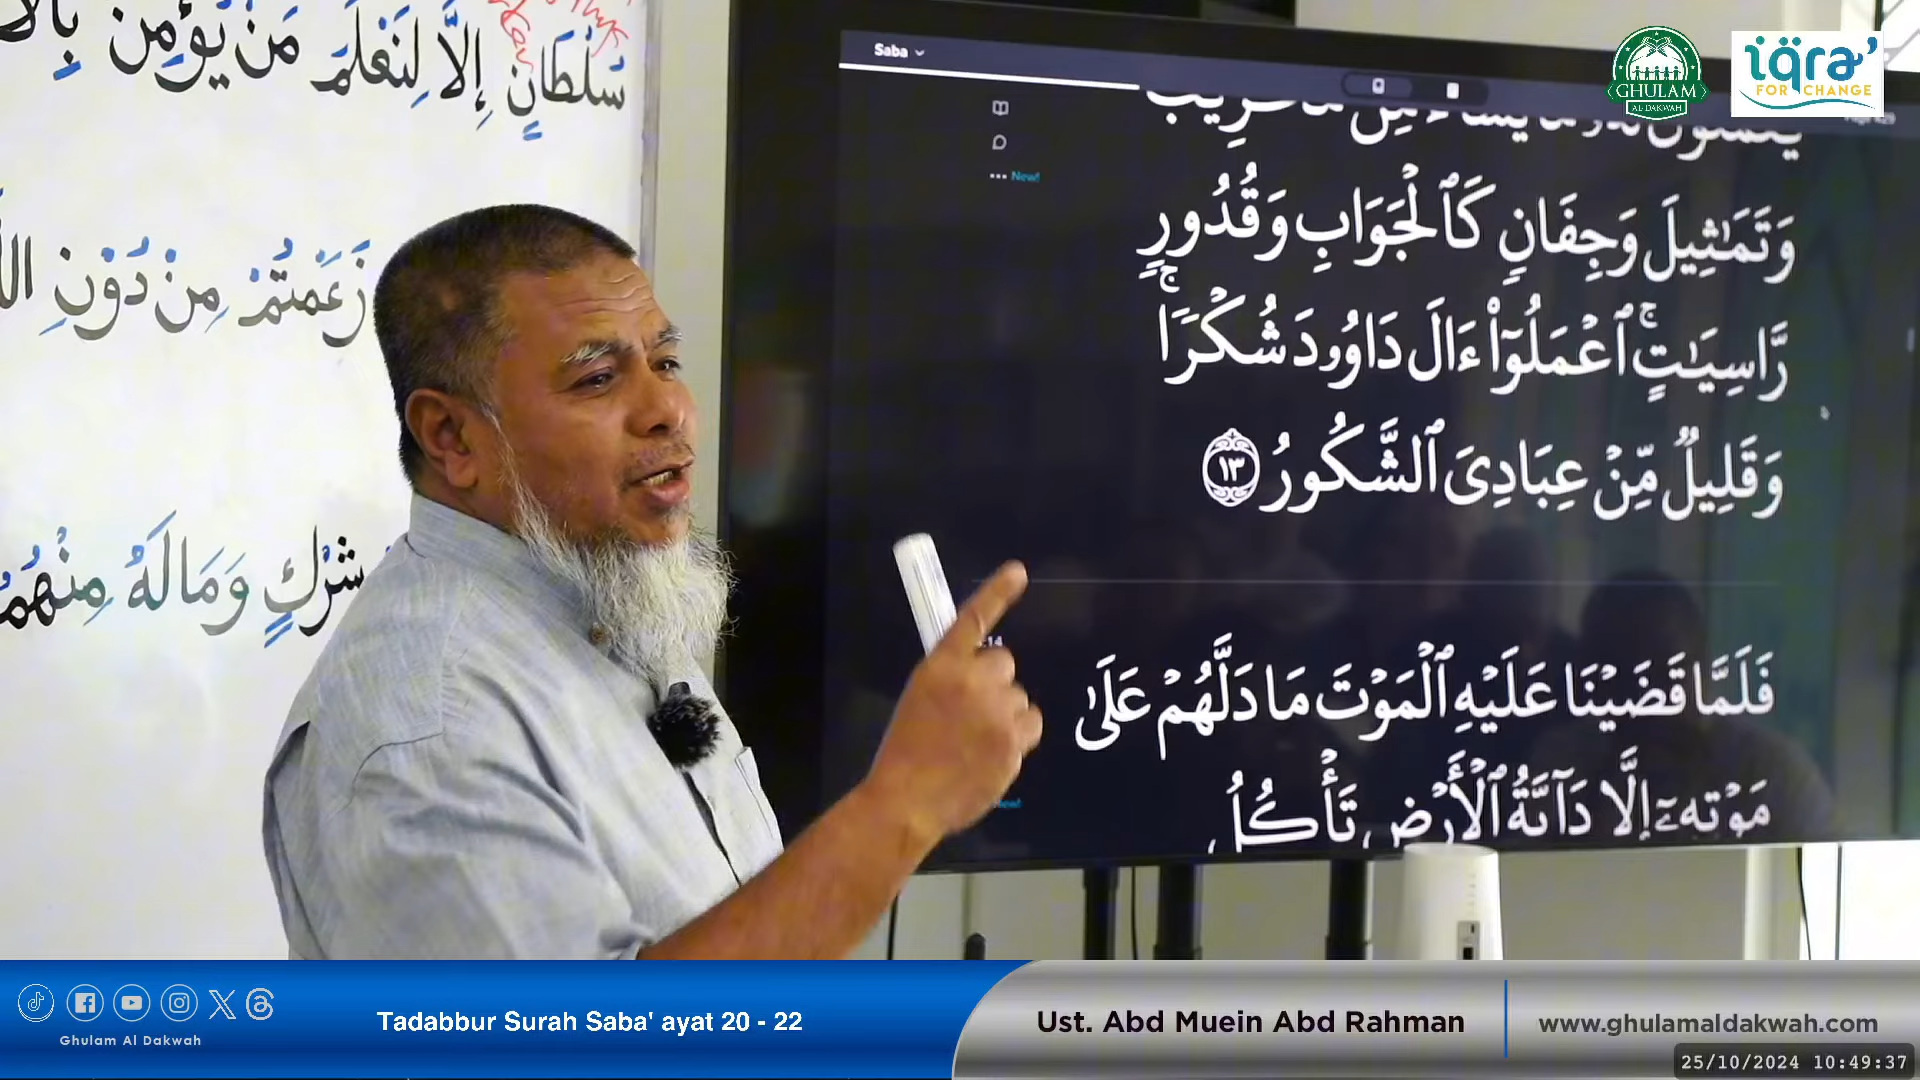 سُلْطَانٍ إِلَّا لِنَعْلَمَ مَنْ يُؤْمِنُ
زَعَمْتُمْ مِنْ دُوْنِ
شِرْكٍ وَمَا لَهُ مِنْهُمْ
Saba
New!
وَتَمَٰثِيلَ وَجِفَانٍ كَٱلْجَوَابِ وَقُدُورٍ
رَّاسِيَٰتٍ ۚ ٱعْمَلُوٓا۟ ءَالَ دَاوُۥدَ شُكْرًا ۚ
وَقَلِيلٌ مِّنْ عِبَادِىَ ٱلشَّكُورُ ١٣
فَلَمَّا قَضَيْنَا عَلَيْهِ ٱلْمَوْتَ مَا دَلَّهُمْ عَلَىٰ
مَوْتِهِۦٓ إِلَّا دَآبَّةُ ٱلْأَرْضِ تَأْكُلُ
GHULAM
AL DAKWAH
iqra'
FOR CHANGE
Ghulam Al Dakwah
Tadabbur Surah Saba' ayat 20 - 22
Ust. Abd Muein Abd Rahman
www.ghulamaldakwah.com
25/10/2024 10:49:37